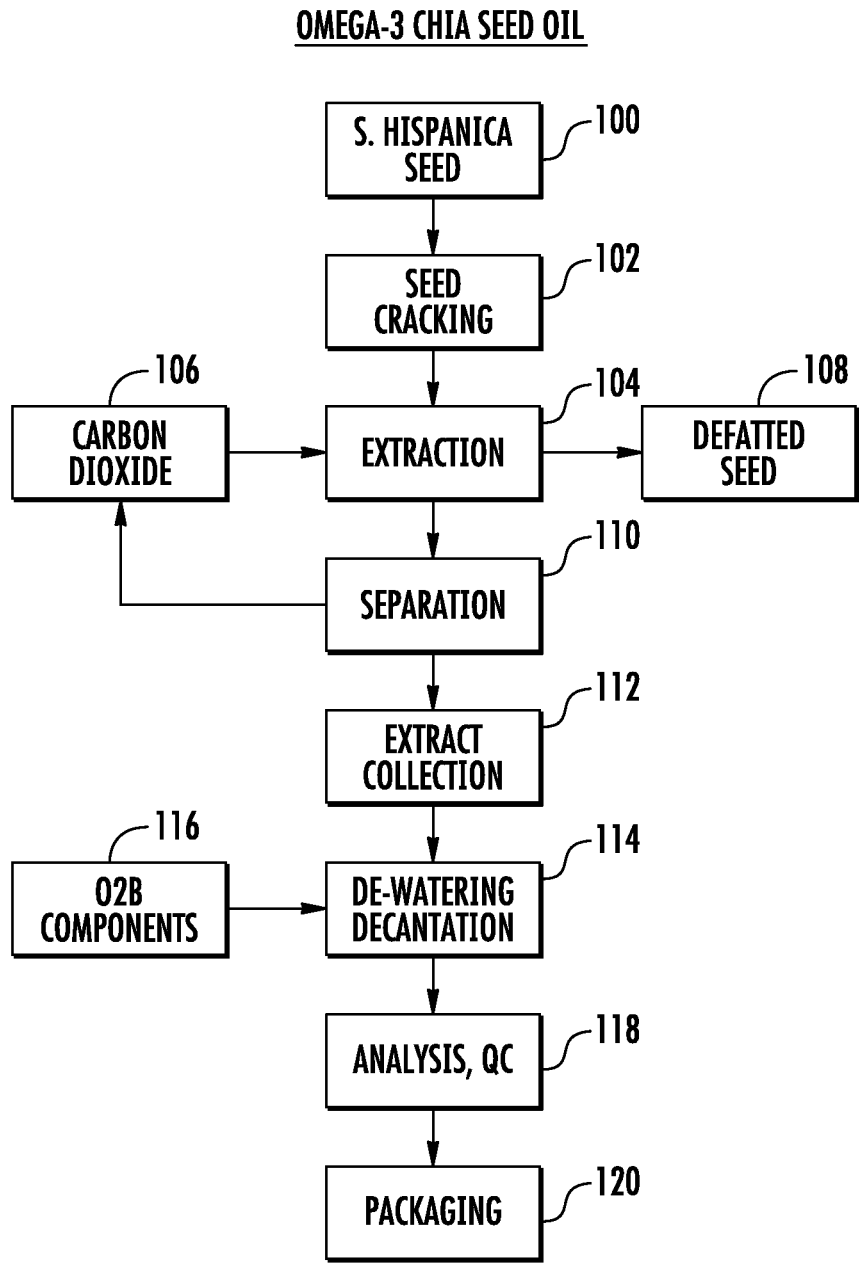 OMEGA-3 CHIA SEED OIL
S. HISPANICA
SEED
100
SEED
CRACKING
102
106
CARBON
DIOXIDE
EXTRACTION
104
108
DEFATTED
SEED
SEPARATION
110
EXTRACT
COLLECTION
112
116
O2B
COMPONENTS
DE-WATERING
DECANTATION
114
ANALYSIS, QC
118
PACKAGING
120